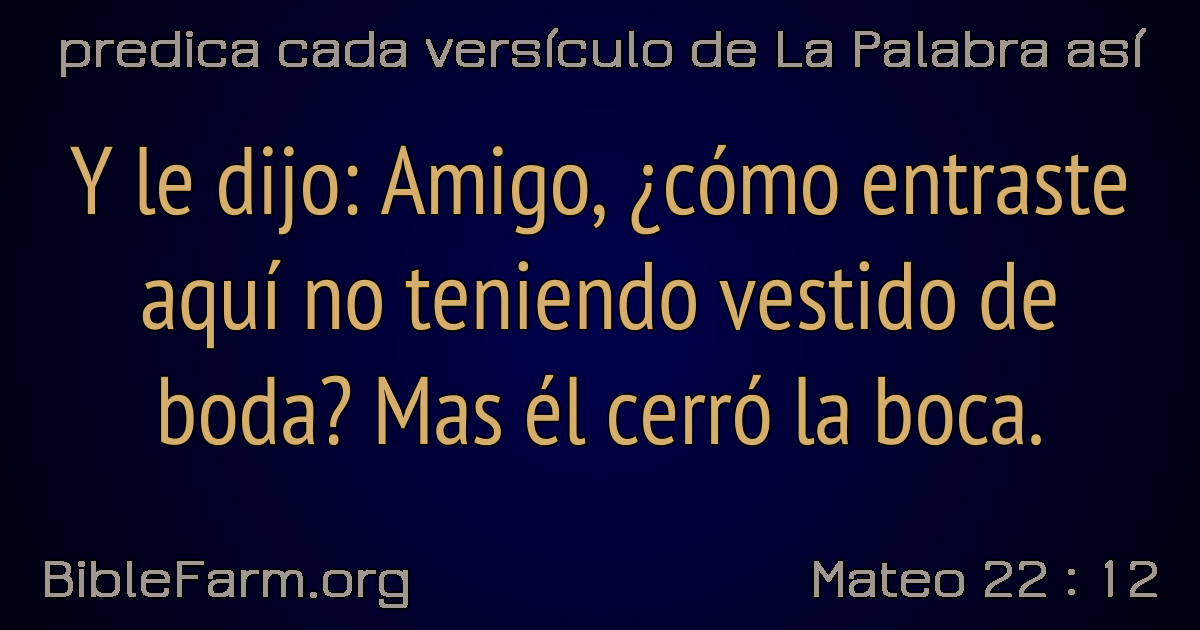 predica cada versículo de La Palabra así
Y le dijo: Amigo, ¿cómo entraste
aquí no teniendo vestido de
boda? Mas él cerró la boca.
BibleFarm.org
Mateo 22 : 12